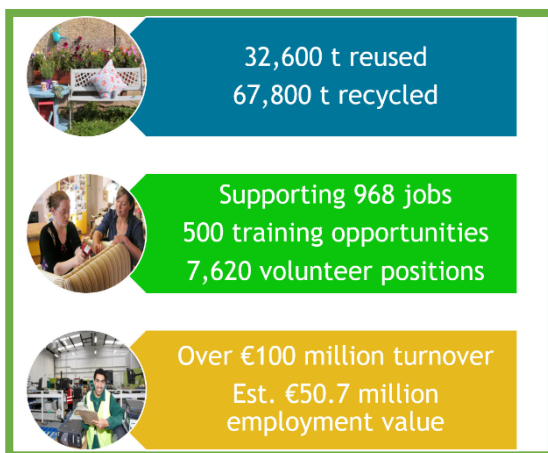 32,600 t reused
67,800 t recycled
Supporting 968 jobs
500 training opportunities
7,620 volunteer positions
Over €100 million turnover
Est. €50.7 million
employment value